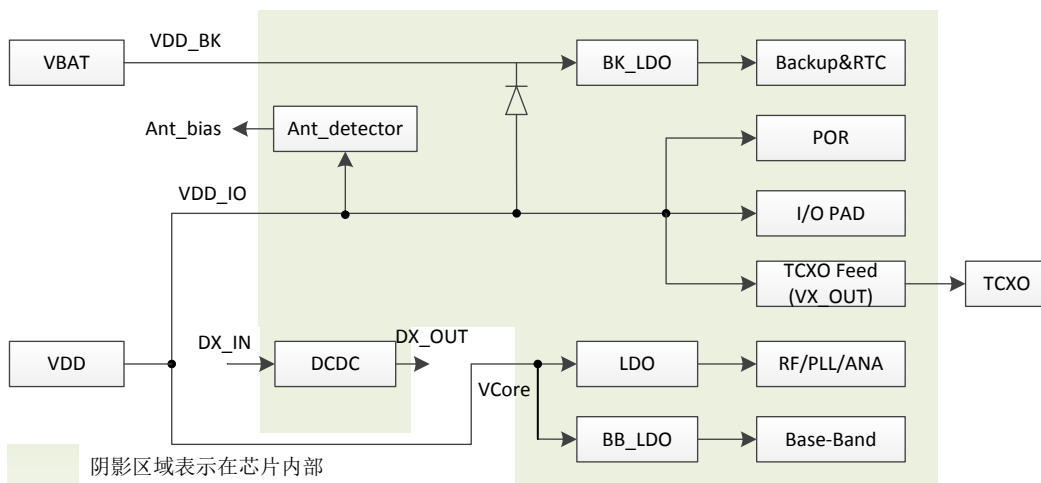 VDD_BK
VBAT
BK_LDO
Backup&RTC
Ant_bias
Ant_detector
POR
VDD_IO
I/O PAD
TCXO Feed
(VX_OUT)
TCXO
DX_IN
DX_OUT
VDD
DCDC
LDO
RF/PLL/ANA
VCore
BB_LDO
Base-Band
阴影区域表示在芯片内部